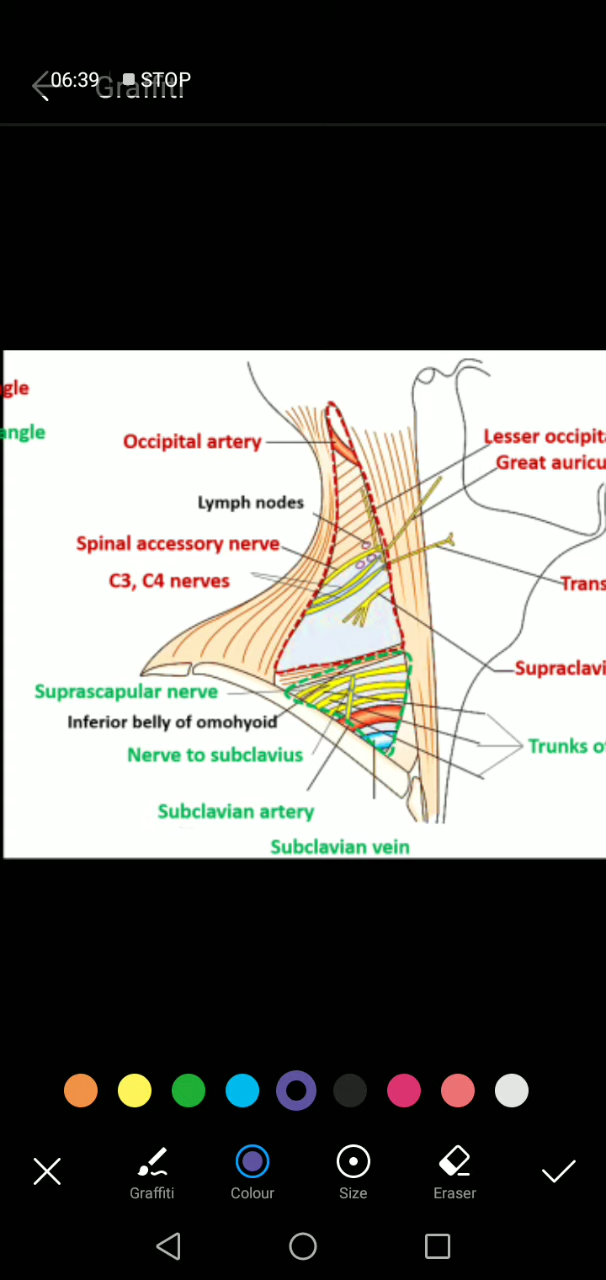 06:39 STOP
Graffiti
gle
angle
Occipital artery
Lesser occipita
Great auricu
Lymph nodes
Spinal accessory nerve
C3, C4 nerves
Trans
Supraclavi
Suprascapular nerve
Inferior belly of omohyoid
Nerve to subclavius
Trunks of
Subclavian artery
Subclavian vein
Graffiti
Colour
Size
Eraser